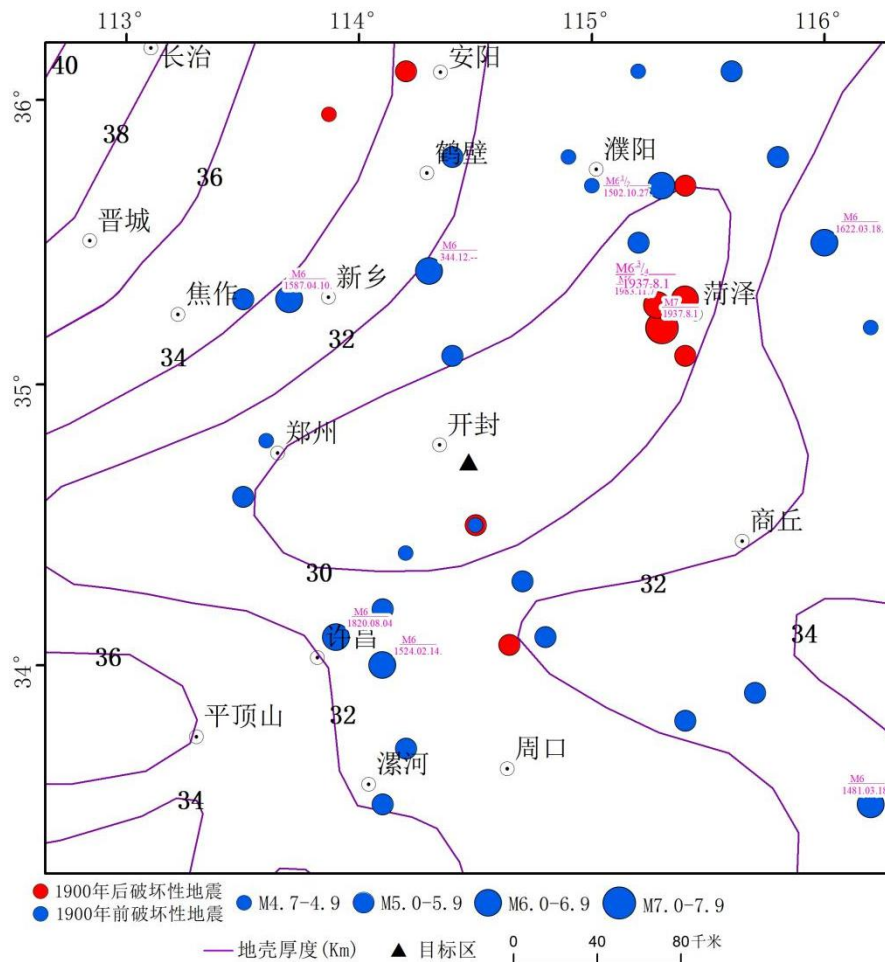 113° 114° 115° 116°
长治
安阳
40
36°
38
濮阳
鹤壁
36
M6
1502.10.27
晋城
M6
1622.03.18.
M6
344.12.--
M6
1587.04.10.
新乡
焦作
1937.8.1
M7
1937.8.1
菏泽
32
34
35°
郑州
开封
商丘
30
32
M6
1820.08.04
许昌
M6
1524.02.14.
34
36
34°
32
平顶山
漯河
周口
34
M6
1481.03.18
1900年后破坏性地震
1900年前破坏性地震
M4.7-4.9 M5.0-5.9 M6.0-6.9 M7.0-7.9
地壳厚度(Km) 目标区 0 40 80千米